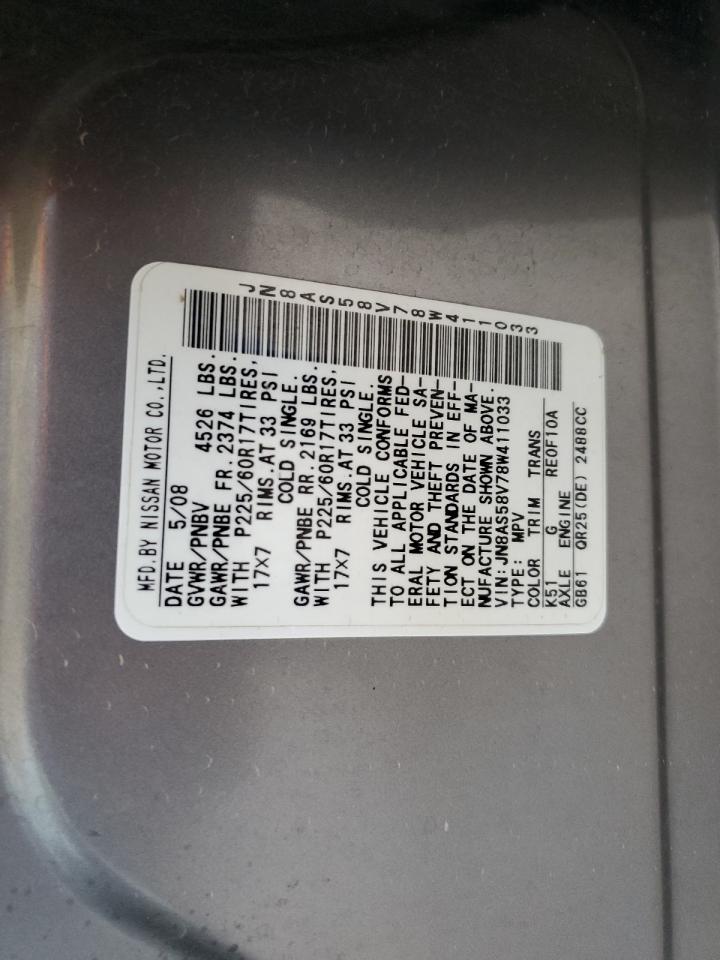 MFD.BY NISSAN MOTOR CO.,LTD.
DATE 5/08
GVWR/PNBV 4526 LBS.
GAWR/PNBE FR.2374 LBS.
WITH P225/60R17TIRES,
17X7 RIMS.AT 33 PSI
COLD SINGLE.
GAWR/PNBE RR.2169 LBS.
WITH P225/60R17TIRES,
17X7 RIMS.AT 33 PSI
COLD SINGLE.
THIS VEHICLE CONFORMS
TO ALL APPLICABLE FED-
ERAL MOTOR VEHICLE SA-
FETY AND THEFT PREVEN-
TION STANDARDS IN EFF-
ECT ON THE DATE OF MA-
NUFACTURE SHOWN ABOVE.
VIN:JN8AS58V78W411033
TYPE: MPV
COLOR TRIM TRANS
K51 G RE0F10A
AXLE ENGINE
GB61 QR25(DE) 2488CC
JN8AS58V78W411033